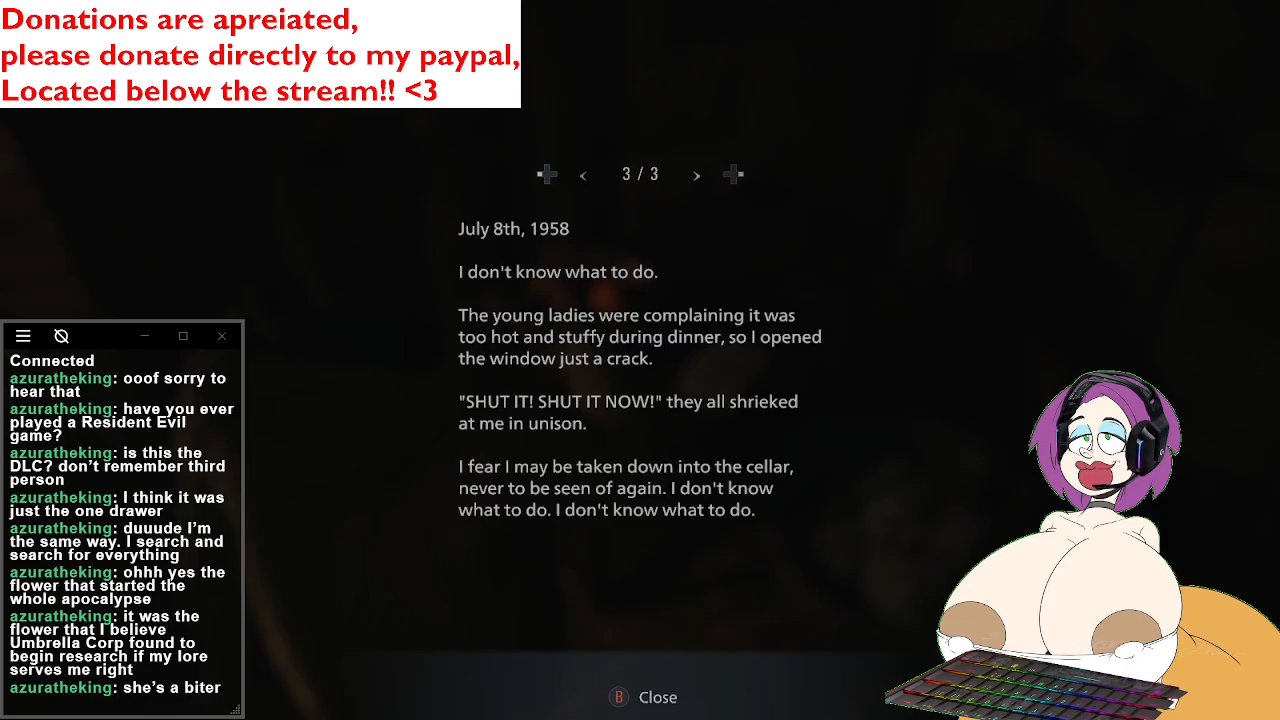 Donations are apreiated,
please donate directly to my paypal,
Located below the stream!! <3
3 / 3
July 8th, 1958
I don't know what to do.
The young ladies were complaining it was
too hot and stuffy during dinner, so I opened
the window just a crack.
"SHUT IT! SHUT IT NOW!" they all shrieked
at me in unison.
I fear I may be taken down into the cellar,
never to be seen of again. I don't know
what to do. I don't know what to do.
B Close
Connected
azuratheking: ooof sorry to
hear that
azuratheking: have you ever
played a Resident Evil
game?
azuratheking: is this the
DLC? don't remember third
person
azuratheking: I think it was
just the one drawer
azuratheking: duuude I'm
the same way. I search and
search for everything
azuratheking: ohhh yes the
flower that started the
whole apocalypse
azuratheking: it was the
flower that I believe
Umbrella Corp found to
begin research if my lore
serves me right
azuratheking: she's a biter